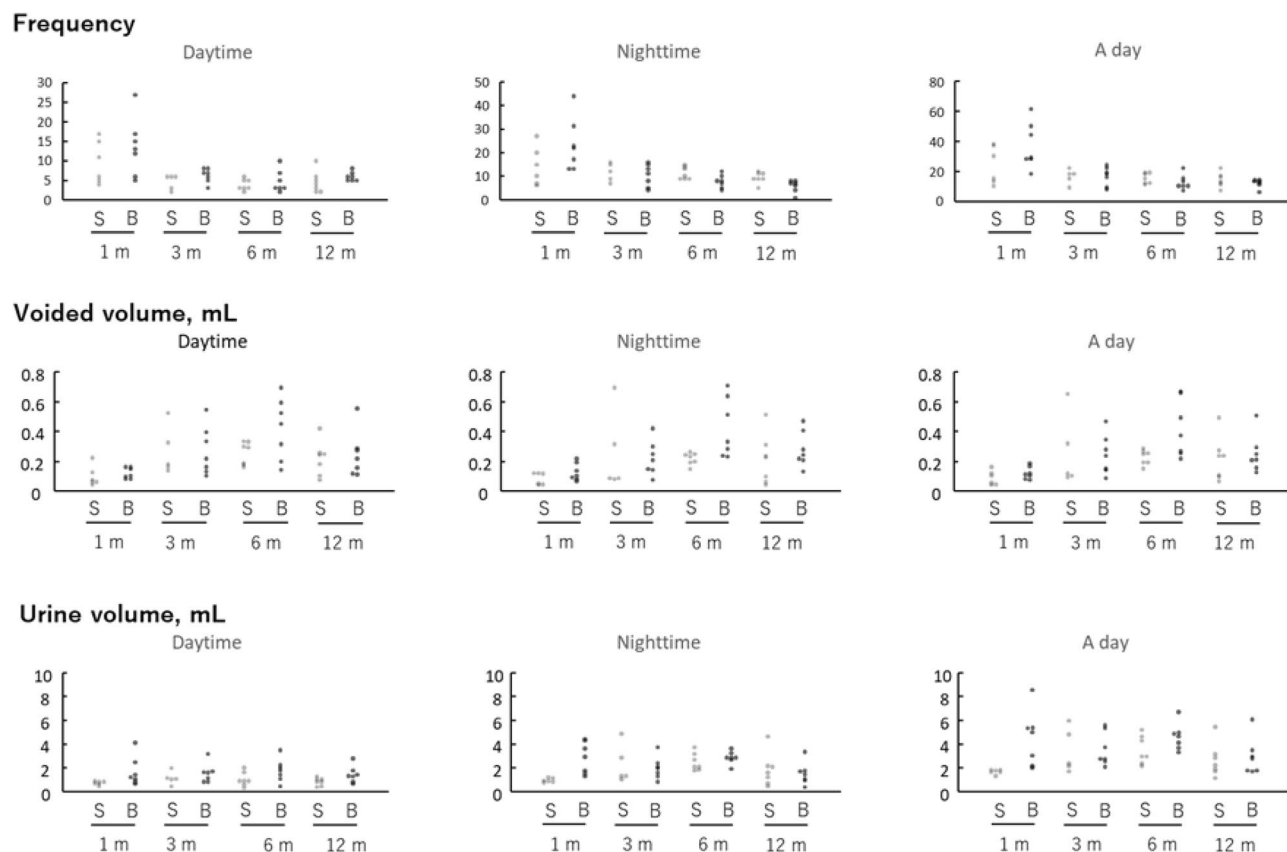 Frequency
Daytime Nighttime A day
30 50 80
25 40 60
20 30 40
15 20 20
10 10 0
5 0
0
S B S B S B S B S B S B S B S B S B S B S B S B
1 m 3 m 6 m 12 m 1 m 3 m 6 m 12 m 1 m 3 m 6 m 12 m
Voided volume, mL
Daytime Nighttime A day
0.8 0.8 0.8
0.6 0.6 0.6
0.4 0.4 0.4
0.2 0.2 0.2
0 0 0
S B S B S B S B S B S B S B S B S B S B S B S B
1 m 3 m 6 m 12 m 1 m 3 m 6 m 12 m 1 m 3 m 6 m 12 m
Urine volume, mL
Daytime Nighttime A day
10 10 10
8 8 8
6 6 6
4 4 4
2 2 2
0 0 0
S B S B S B S B S B S B S B S B S B S B S B S B
1 m 3 m 6 m 12 m 1 m 3 m 6 m 12 m 1 m 3 m 6 m 12 m